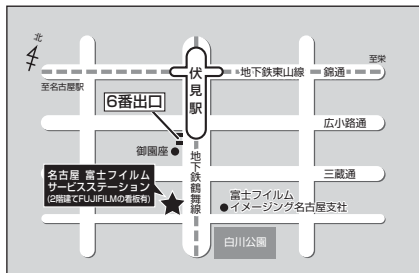 北
至栄
伏見駅
地下鉄東山線
錦通
至名古屋駅
6番出口
広小路通
御園座
地下鉄鶴舞線
三蔵通
名古屋 富士フイルム
サービスステーション
(2階建てFUJIFILMの看板有)
富士フイルム
イメージング名古屋支社
白川公園